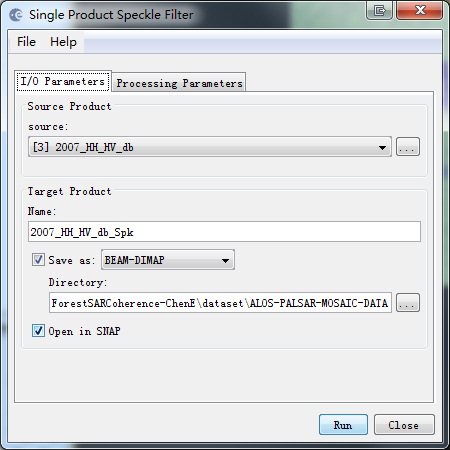 Single Product Speckle Filter
File Help
I/O Parameters Processing Parameters
Source Product
source:
[3] 2007_HH_HV_db
...
Target Product
Name:
2007_HH_HV_db_Spk
Save as: BEAM-DIMAP
Directory:
ForestSARCoherence-ChenE\dataset\ALOS-PALSAR-MOSAIC-DATA
...
Open in SNAP
Run Close